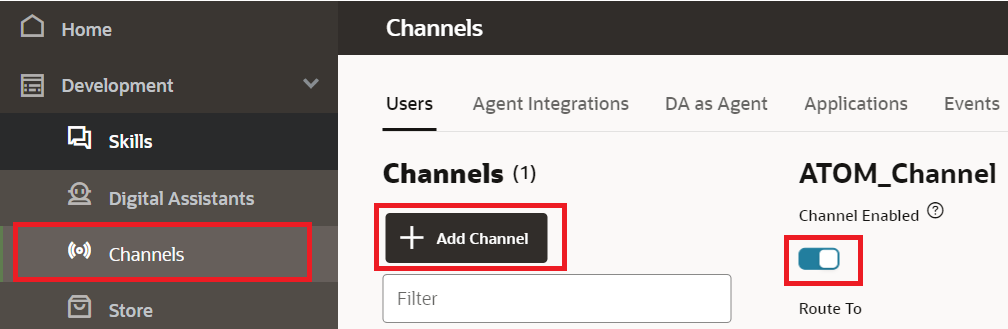 Home
Development
Skills
Digital Assistants
Channels
Store
Channels
Users Agent Integrations DA as Agent Applications Events
Channels (1)
+ Add Channel
Filter
ATOM_Channel
Channel Enabled ?
Route To